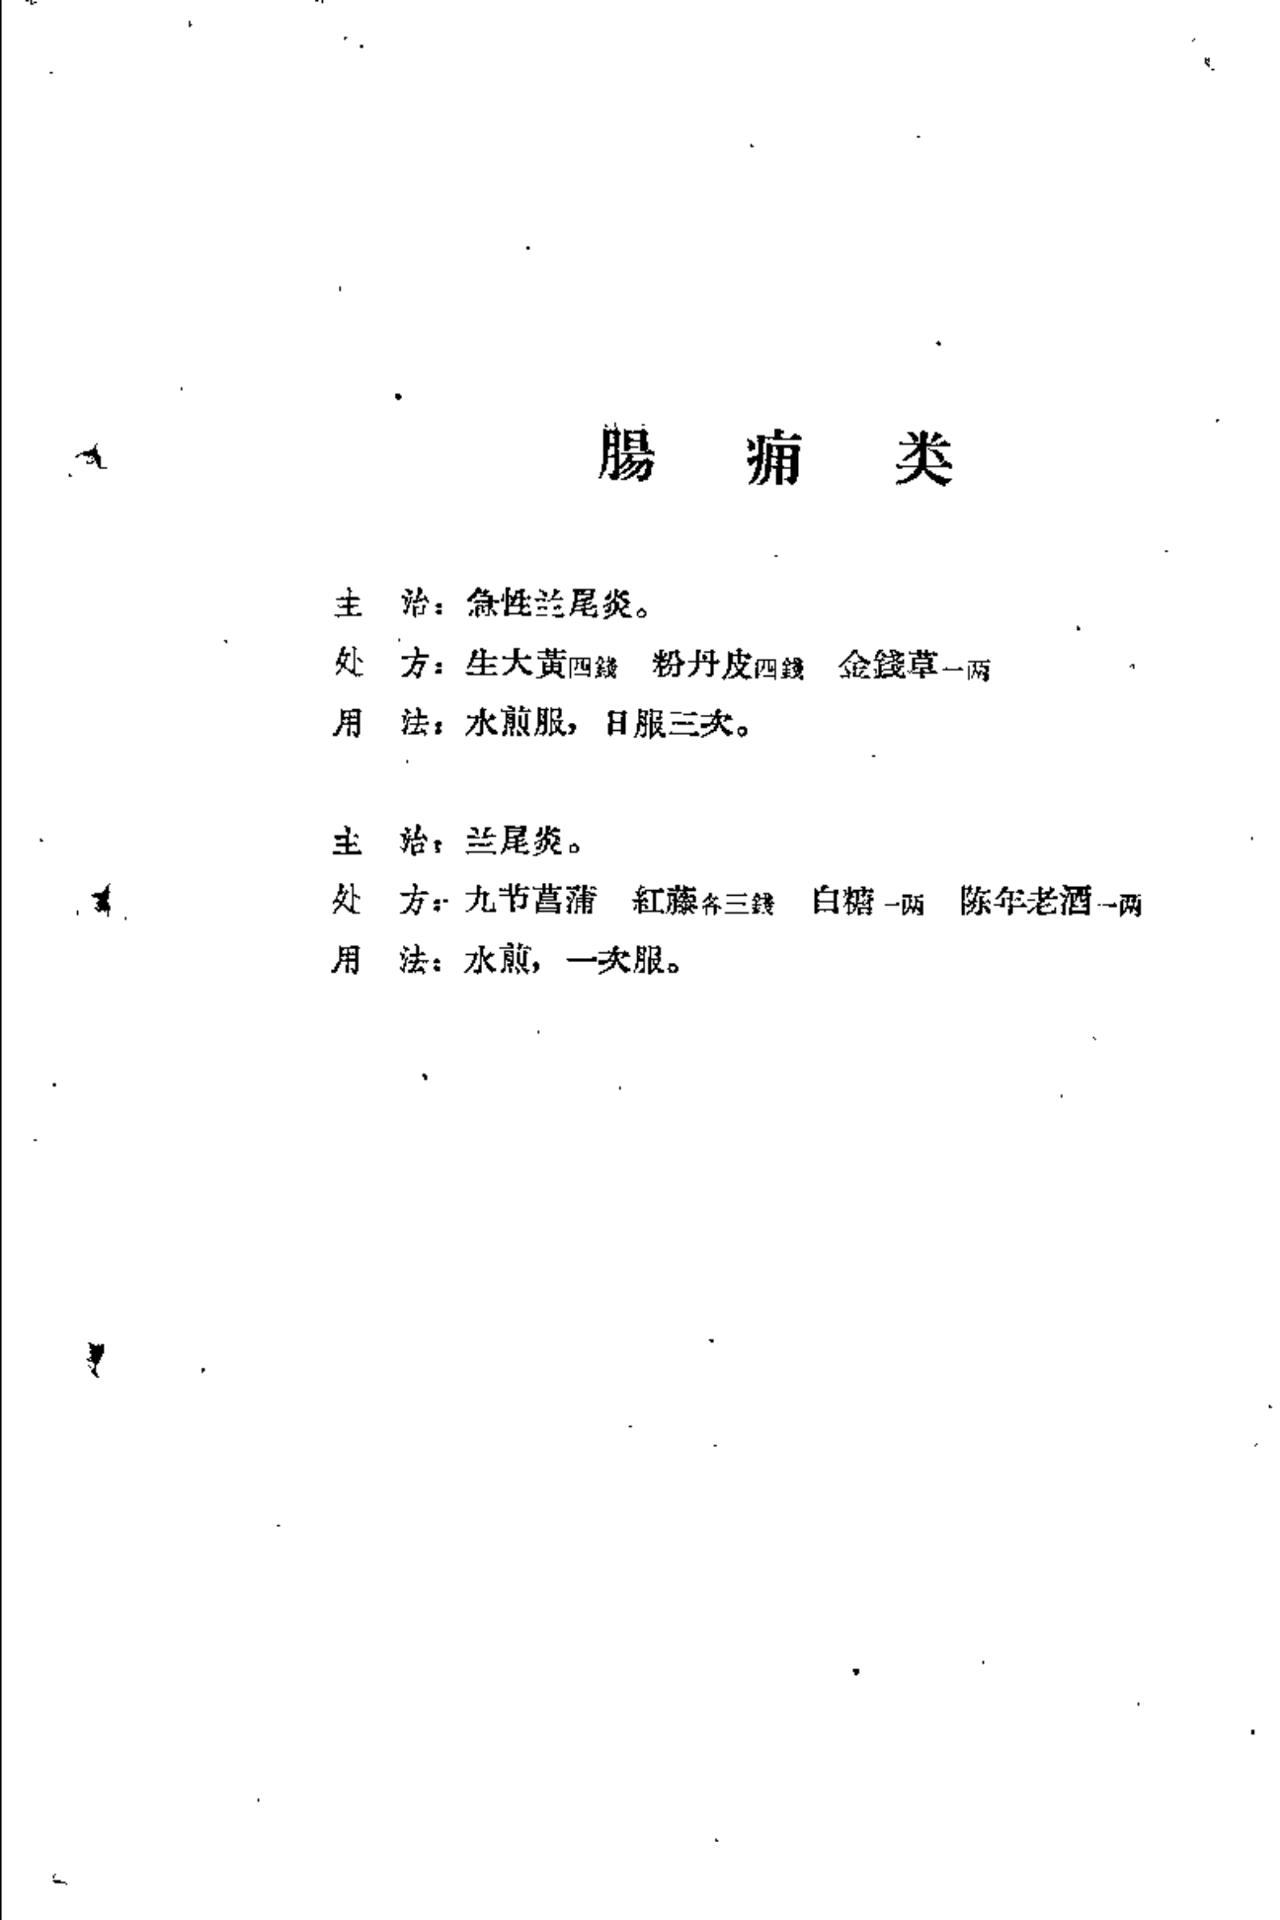 腸痈类
主　治：急性兰尾炎。
处　方：生大黄四錢　粉丹皮四錢　金錢草一两
用　法：水煎服，日服三次。
主　治：兰尾炎。
处　方：九节菖蒲　紅藤各三錢　白糖一两　陈年老酒一两
用　法：水煎，一次服。